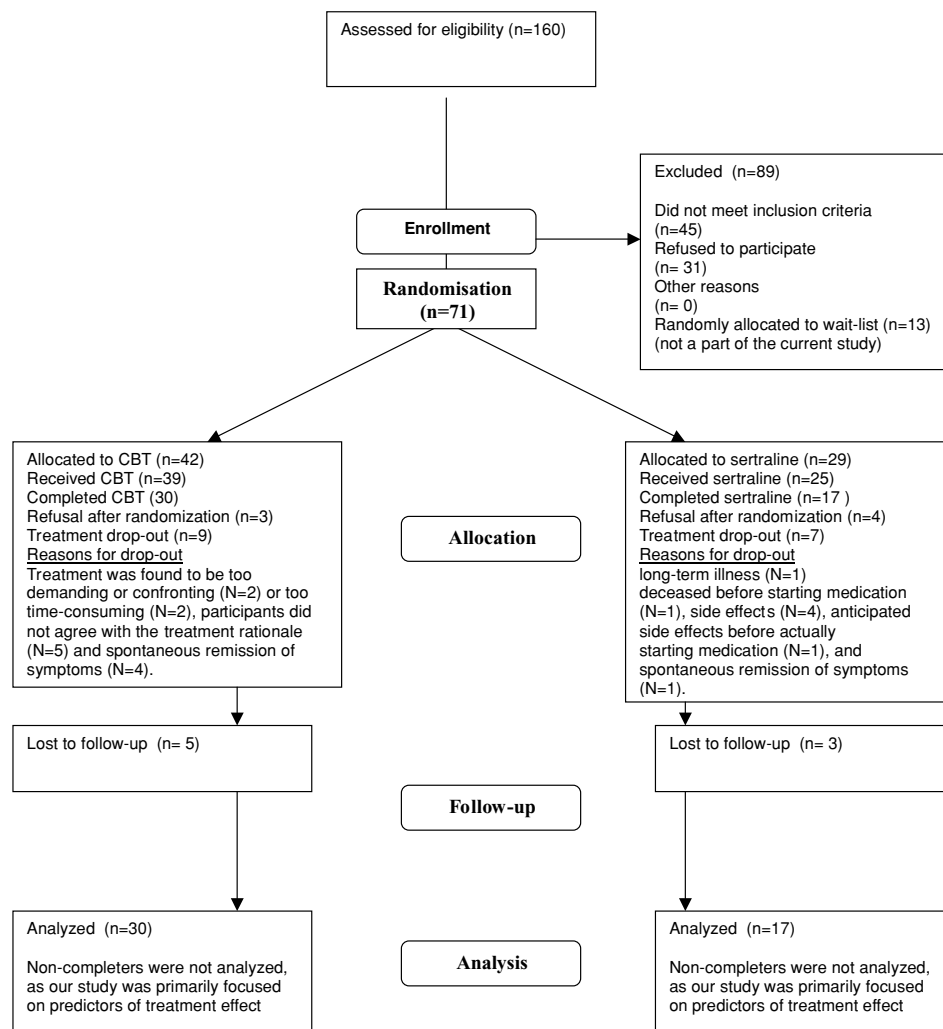 Assessed for eligibility (n=160)
Excluded (n=89)
Did not meet inclusion criteria
(n=45)
Refused to participate
(n= 31)
Other reasons
(n= 0)
Randomly allocated to wait-list (n=13)
(not a part of the current study)
Enrollment
Randomisation
(n=71)
Allocated to CBT (n=42)
Received CBT (n=39)
Completed CBT (30)
Refusal after randomization (n=3)
Treatment drop-out (n=9)
Reasons for drop-out
Treatment was found to be too
demanding or confronting (N=2) or too
time-consuming (N=2), participants did
not agree with the treatment rationale
(N=5) and spontaneous remission of
symptoms (N=4).
Allocation
Allocated to sertraline (n=29)
Received sertraline (n=25)
Completed sertraline (n=17 )
Refusal after randomization (n=4)
Treatment drop-out (n=7)
Reasons for drop-out
long-term illness (N=1)
deceased before starting medication
(N=1), side effects (N=4), anticipated
side effects before actually
starting medication (N=1), and
spontaneous remission of symptoms
(N=1).
Lost to follow-up (n= 5)
Lost to follow-up (n= 3)
Follow-up
Analyzed (n=30)
Non-completers were not analyzed,
as our study was primarily focused
on predictors of treatment effect
Analysis
Analyzed (n=17)
Non-completers were not analyzed,
as our study was primarily focused
on predictors of treatment effect